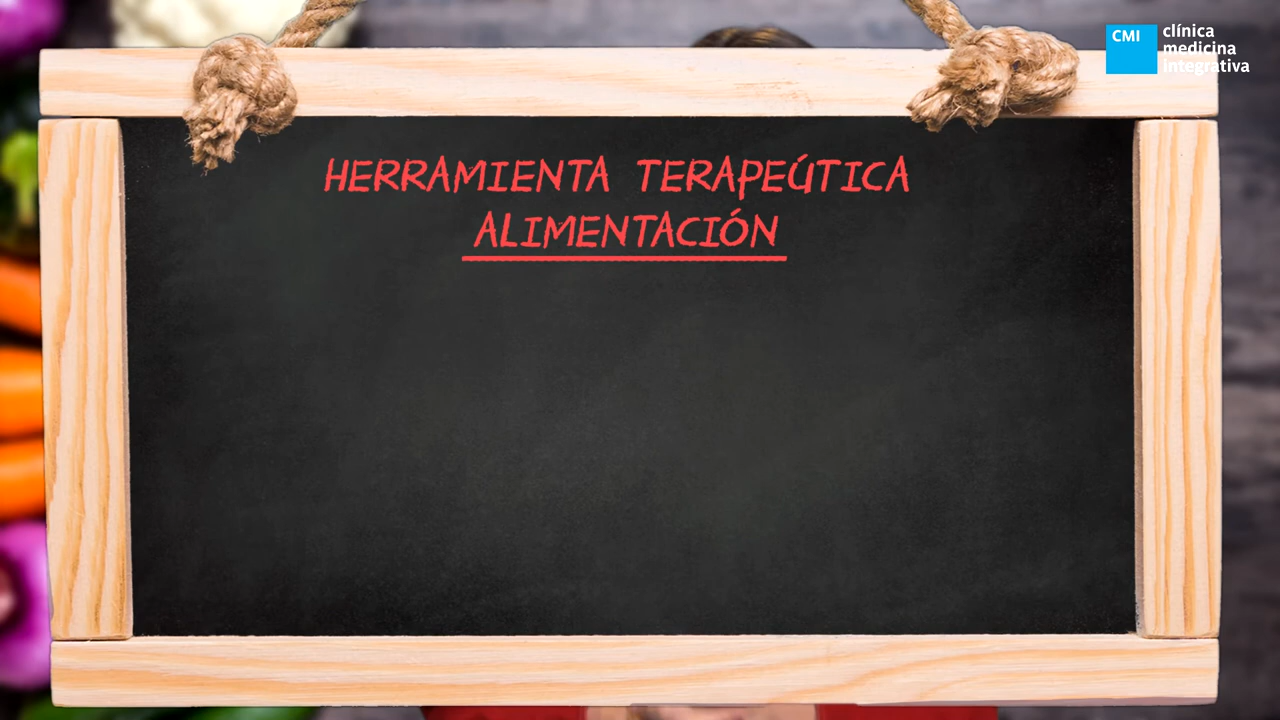 CMI
clínica
medicina
integrativa
HERRAMIENTA TERAPEÚTICA
ALIMENTACIÓN